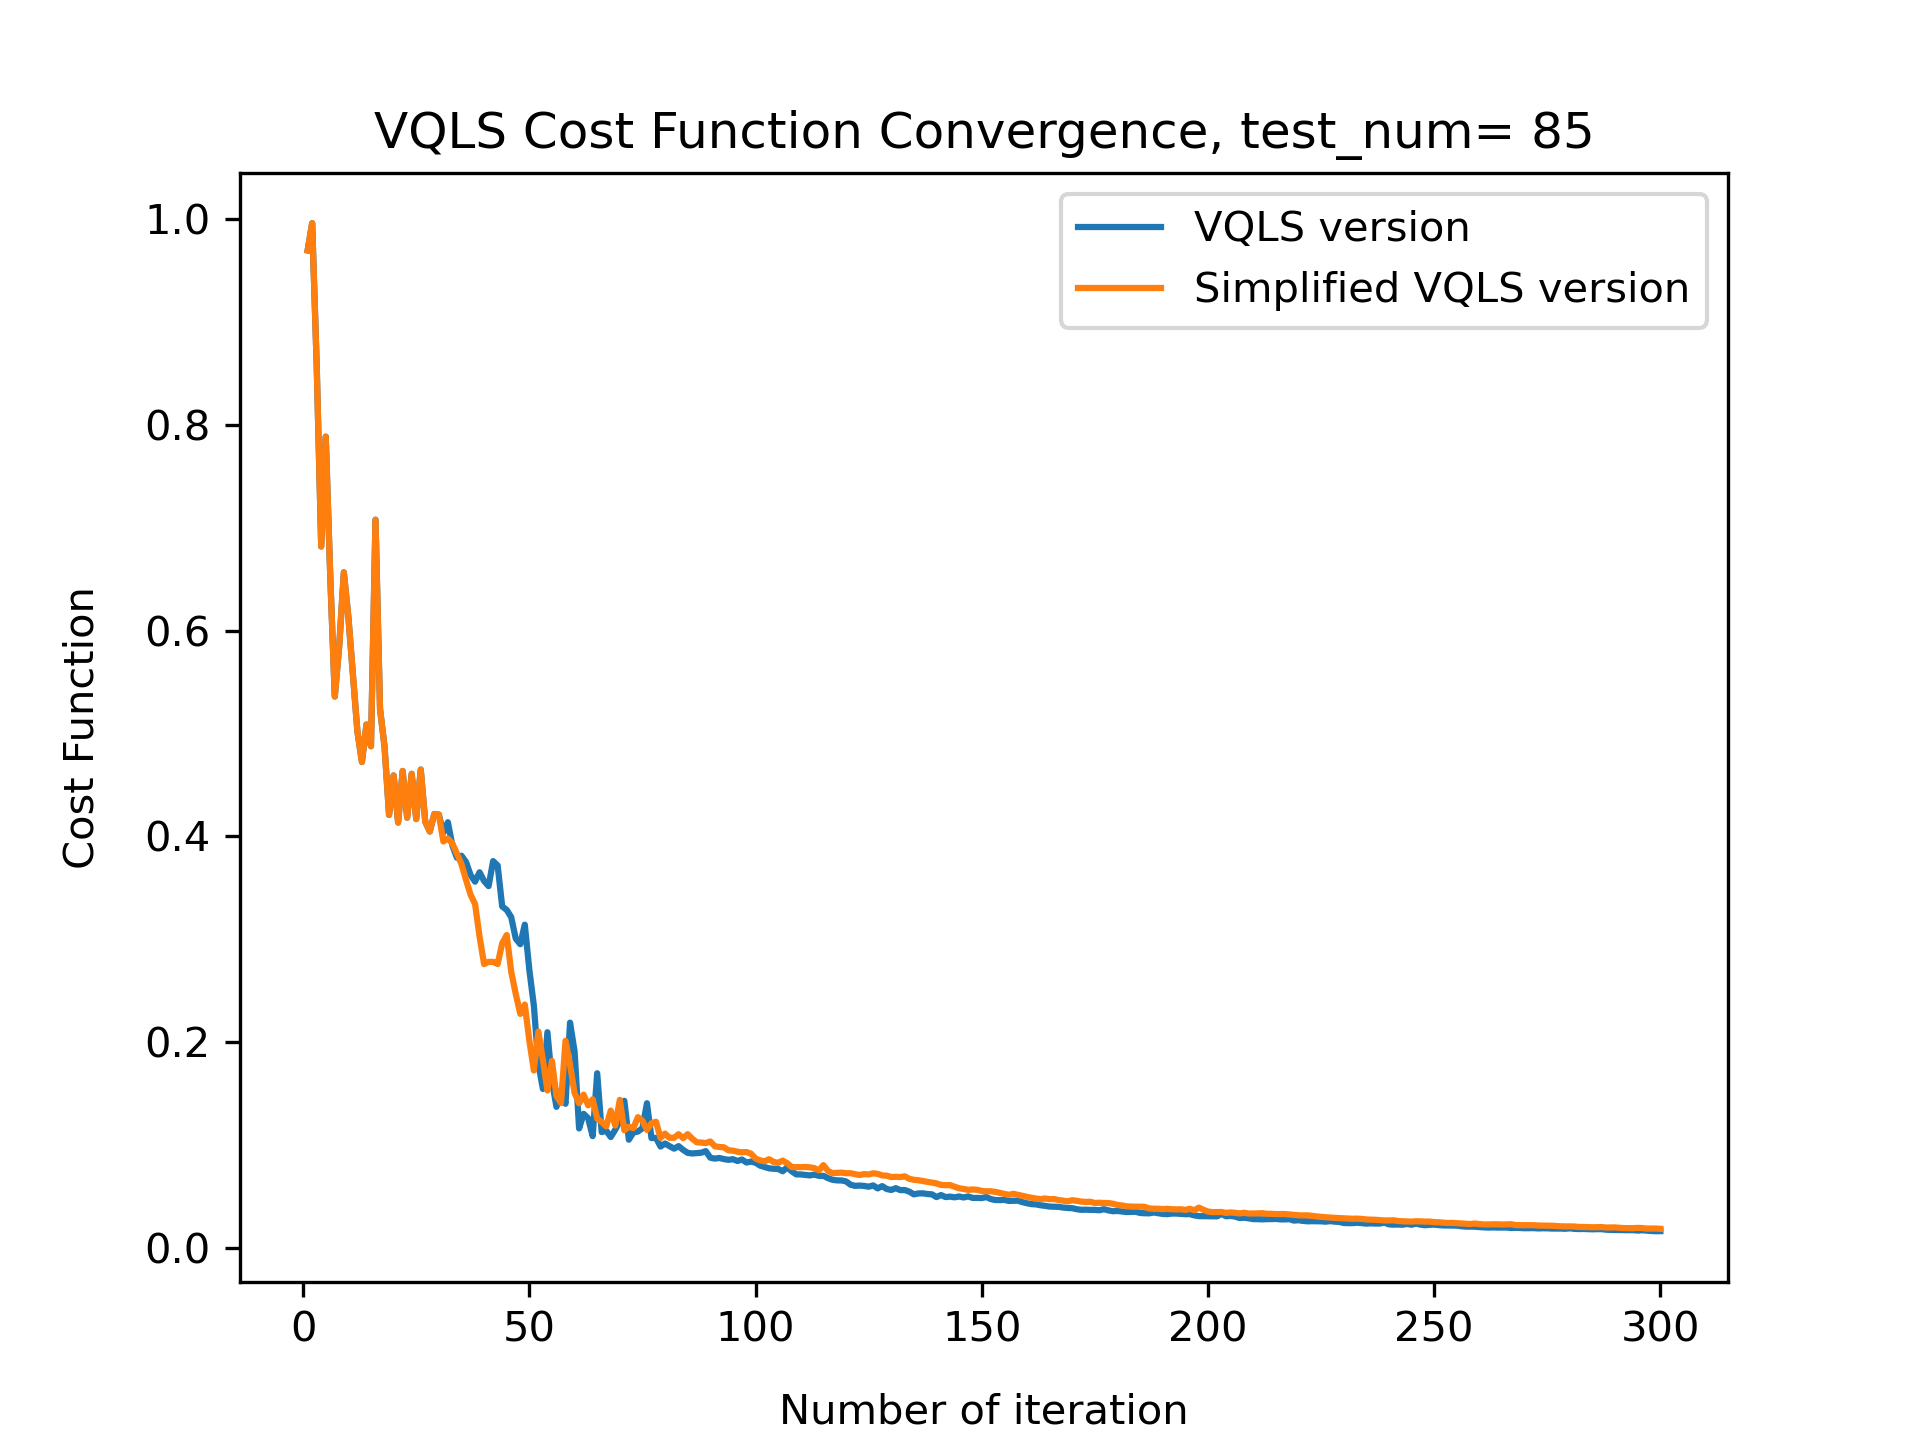 VQLS Cost Function Convergence, test_num= 85
VQLS version
Simplified VQLS version
1.0
0.8
0.6
0.4
0.2
0.0
Cost Function
0 50 100 150 200 250 300
Number of iteration